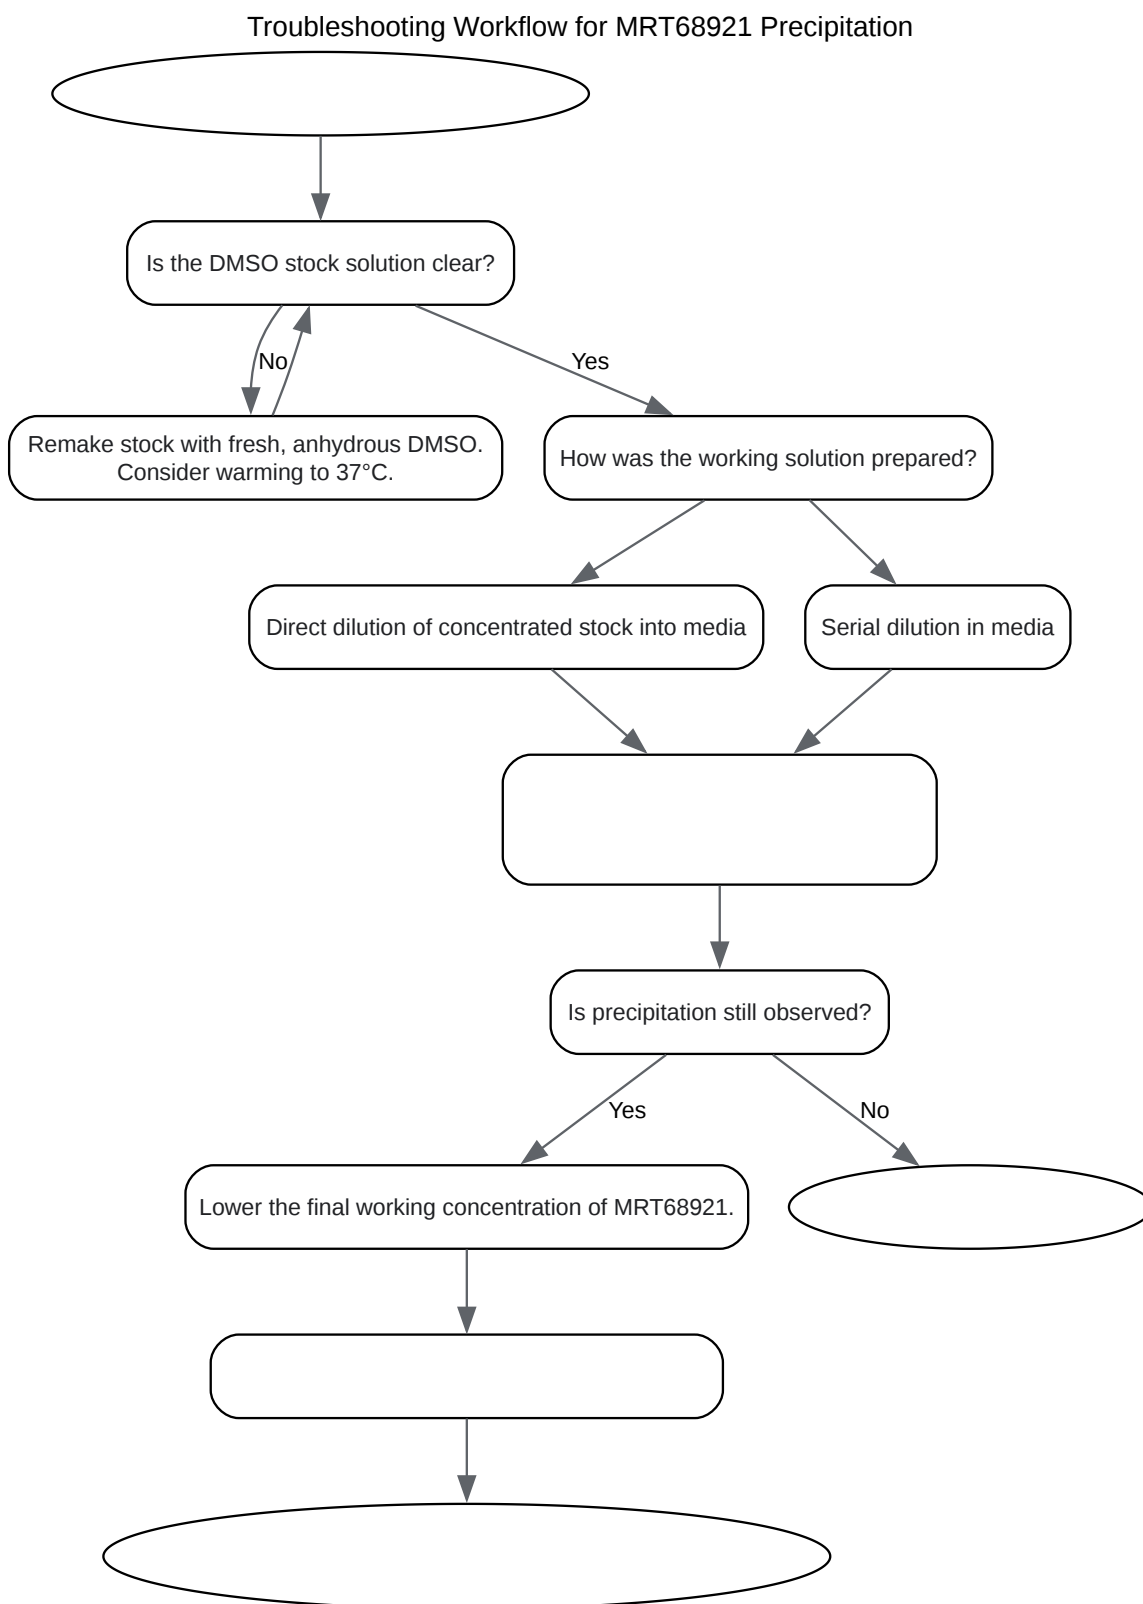 Troubleshooting Workflow for MRT68921 Precipitation
Is the DMSO stock solution clear?
No
Yes
Remake stock with fresh, anhydrous DMSO.
Consider warming to 37°C.
How was the working solution prepared?
Direct dilution of concentrated stock into media
Serial dilution in media
Is precipitation still observed?
Yes
No
Lower the final working concentration of MRT68921.